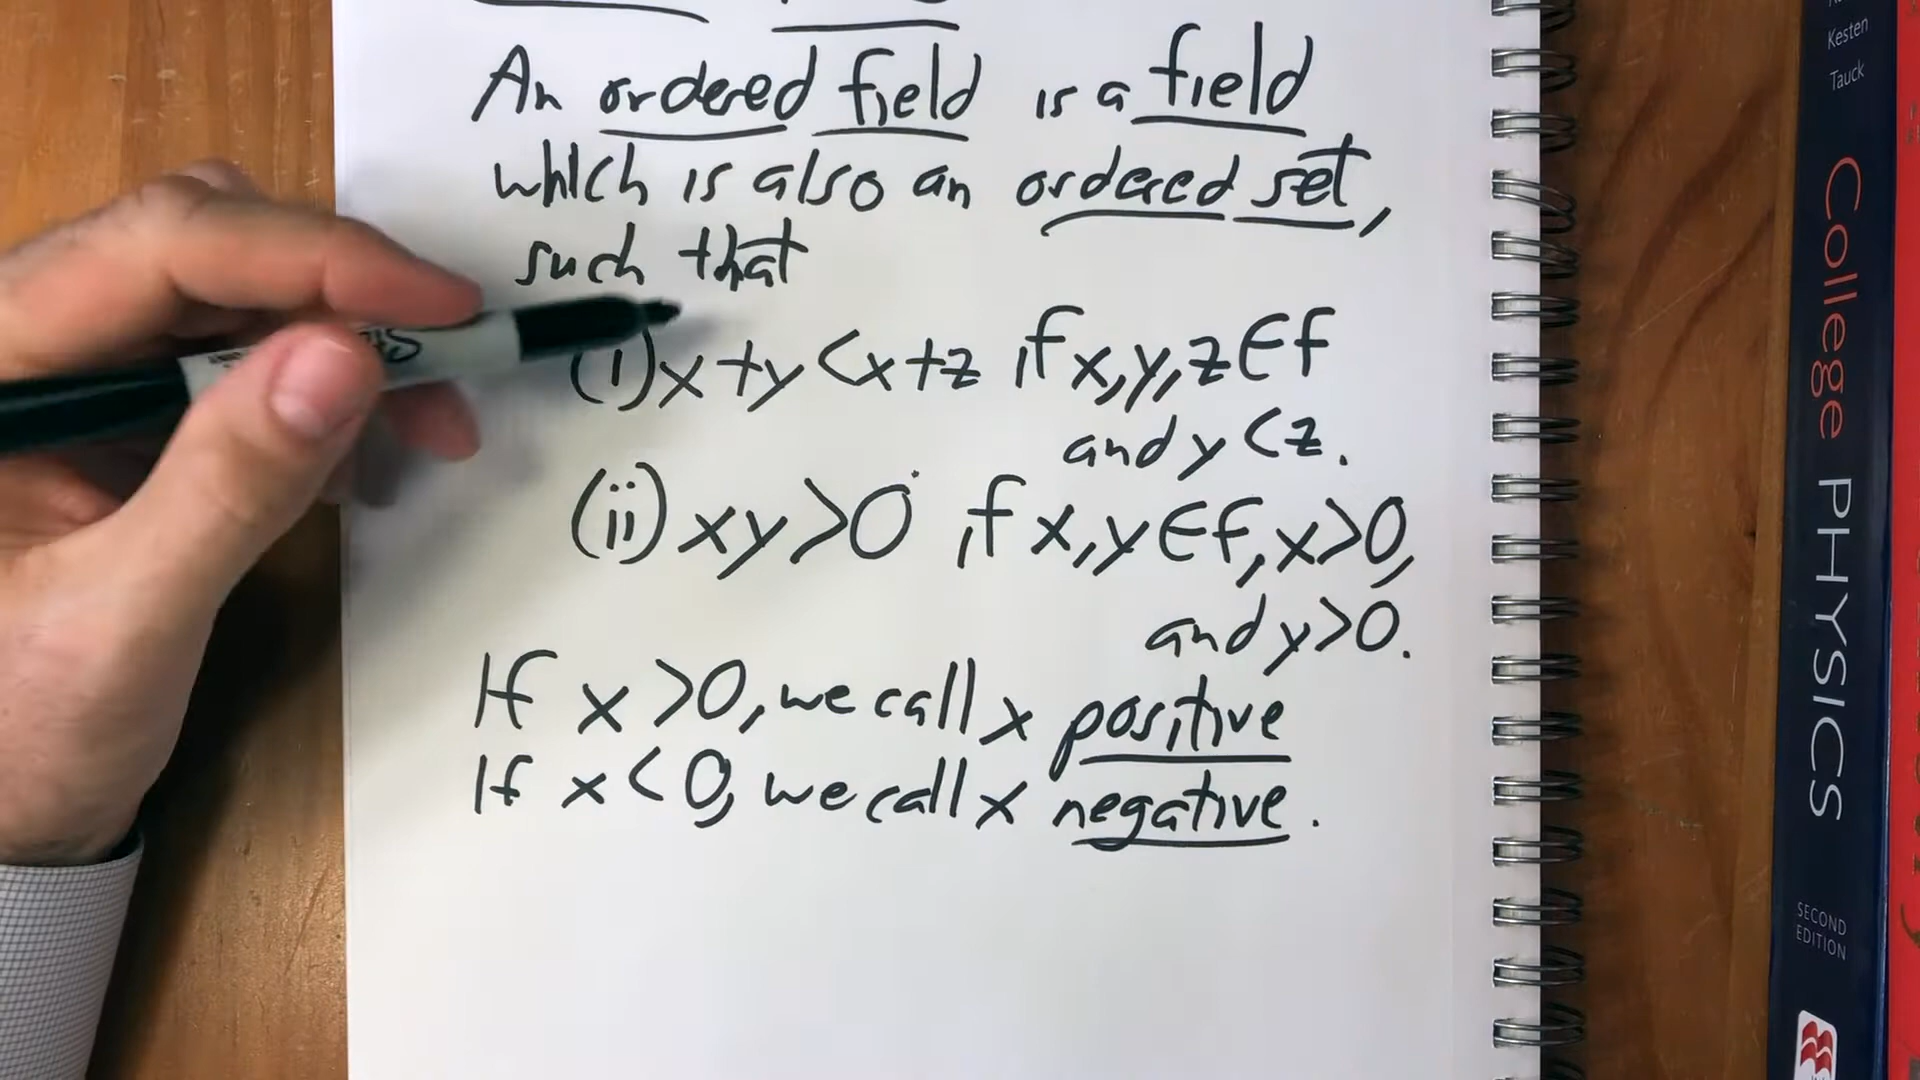 An ordered field is a field
which is also an ordered set,
such that
(i) x+y<x+z if x,y,z∈F
and y<z.
(ii) xy>0 if x,y∈F, x>0,
and y>0.
If x>0, we call x positive
If x<0, we call x negative.
Kesten
Tauck
College PHYSICS
SECOND
EDITION